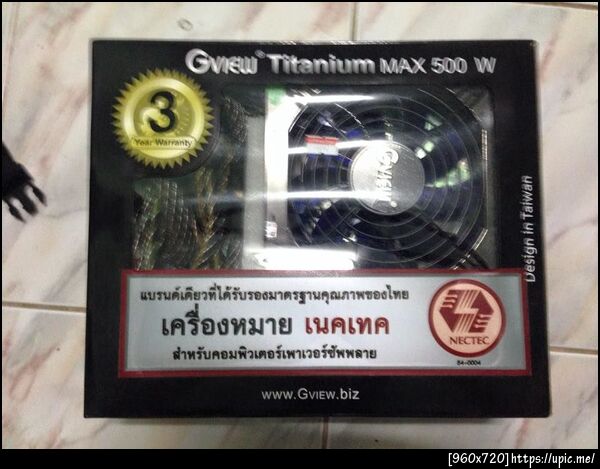 GVIEW® Titanium MAX 500 W
3
Year Warranty
GVIEW
Design in Taiwan
แบรนด์เดียวที่ได้รับรองมาตรฐานคุณภาพของไทย
เครื่องหมาย เนคเทค
สำหรับคอมพิวเตอร์เพาเวอร์ซัพพลาย
NECTEC
54-0004
www.GVIEW.biz
[960x720]https://upic.me/